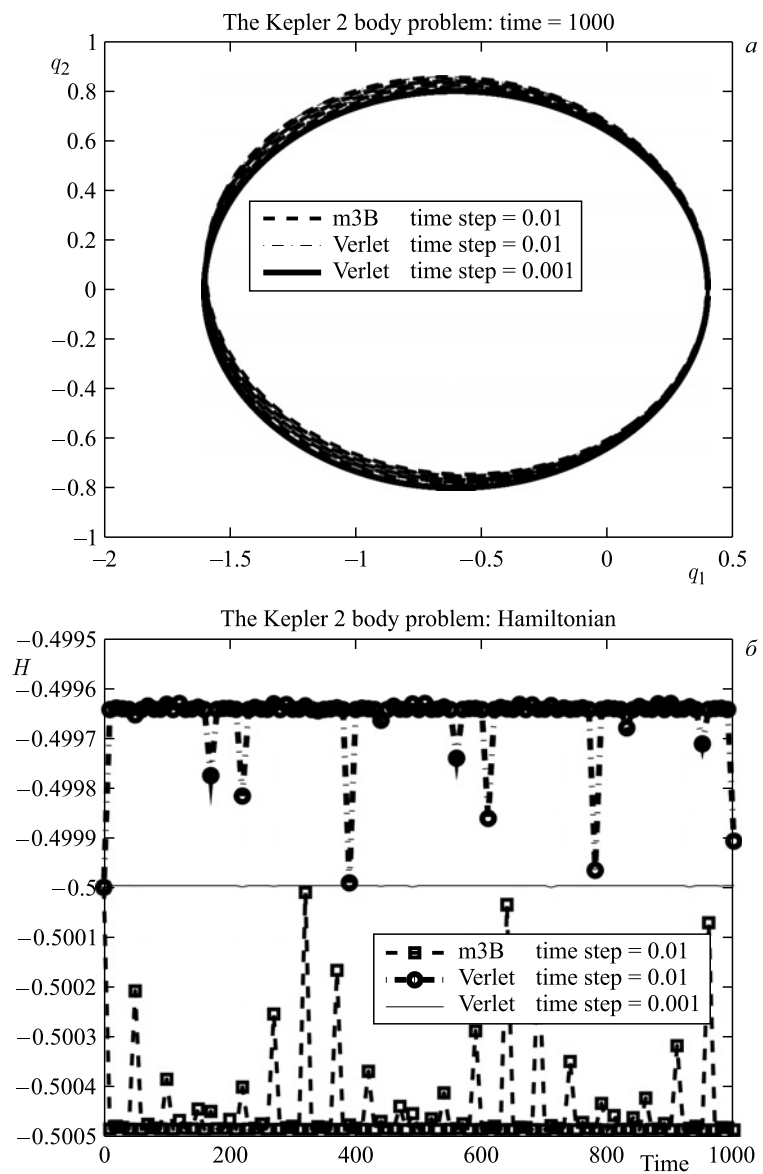 The Kepler 2 body problem: time = 1000
а
q2
1
0.8
0.6
0.4
0.2
0
−0.2
−0.4
−0.6
−0.8
−1
m3B time step = 0.01
Verlet time step = 0.01
Verlet time step = 0.001
−2
−1.5
−1
−0.5
0
0.5
q1
The Kepler 2 body problem: Hamiltonian
б
H
−0.4995
−0.4996
−0.4997
−0.4998
−0.4999
−0.5
−0.5001
−0.5002
−0.5003
−0.5004
−0.5005
m3B time step = 0.01
Verlet time step = 0.01
Verlet time step = 0.001
0
200
400
600
800
1000
Time